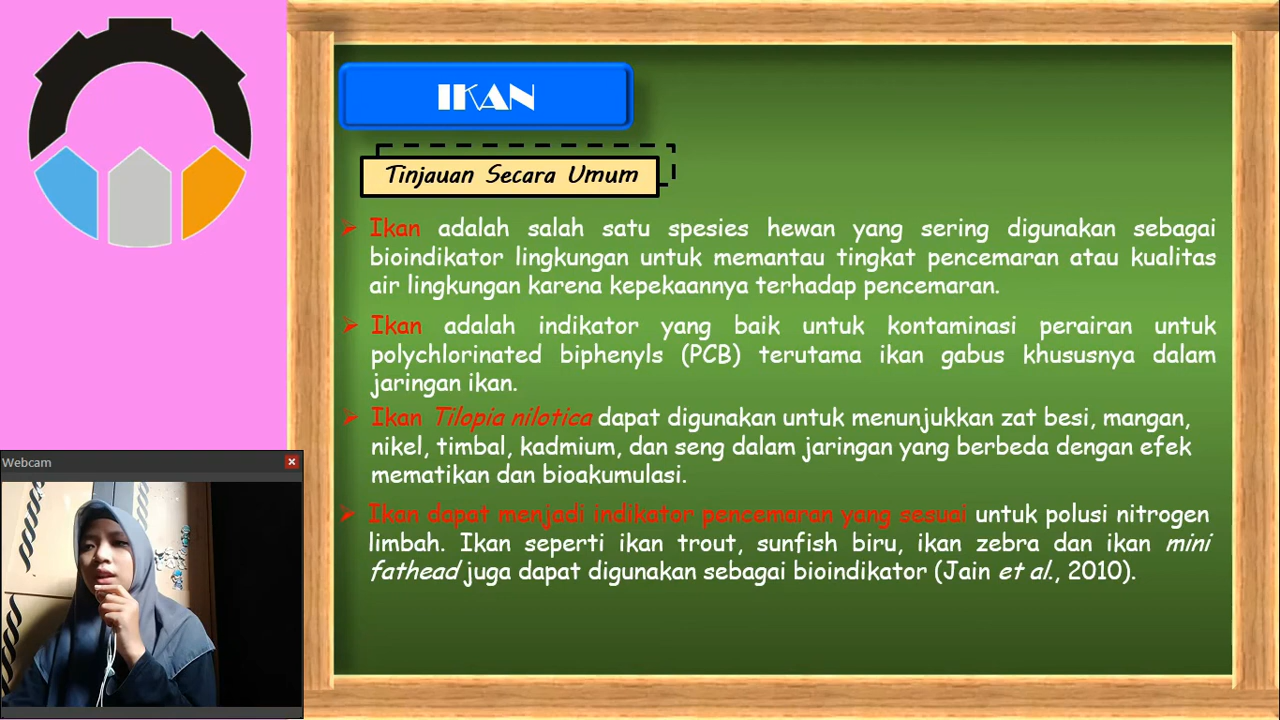 IKAN
Tinjauan Secara Umum
Ikan adalah salah satu spesies hewan yang sering digunakan sebagai
bioindikator lingkungan untuk memantau tingkat pencemaran atau kualitas
air lingkungan karena kepekaannya terhadap pencemaran.
Ikan adalah indikator yang baik untuk kontaminasi perairan untuk
polychlorinated biphenyls (PCB) terutama ikan gabus khususnya dalam
jaringan ikan.
Ikan Tilopia nilotica dapat digunakan untuk menunjukkan zat besi, mangan,
nikel, timbal, kadmium, dan seng dalam jaringan yang berbeda dengan efek
mematikan dan bioakumulasi.
Ikan dapat menjadi indikator pencemaran yang sesuai untuk polusi nitrogen
limbah. Ikan seperti ikan trout, sunfish biru, ikan zebra dan ikan mini
fathead juga dapat digunakan sebagai bioindikator (Jain et al., 2010).
Webcam